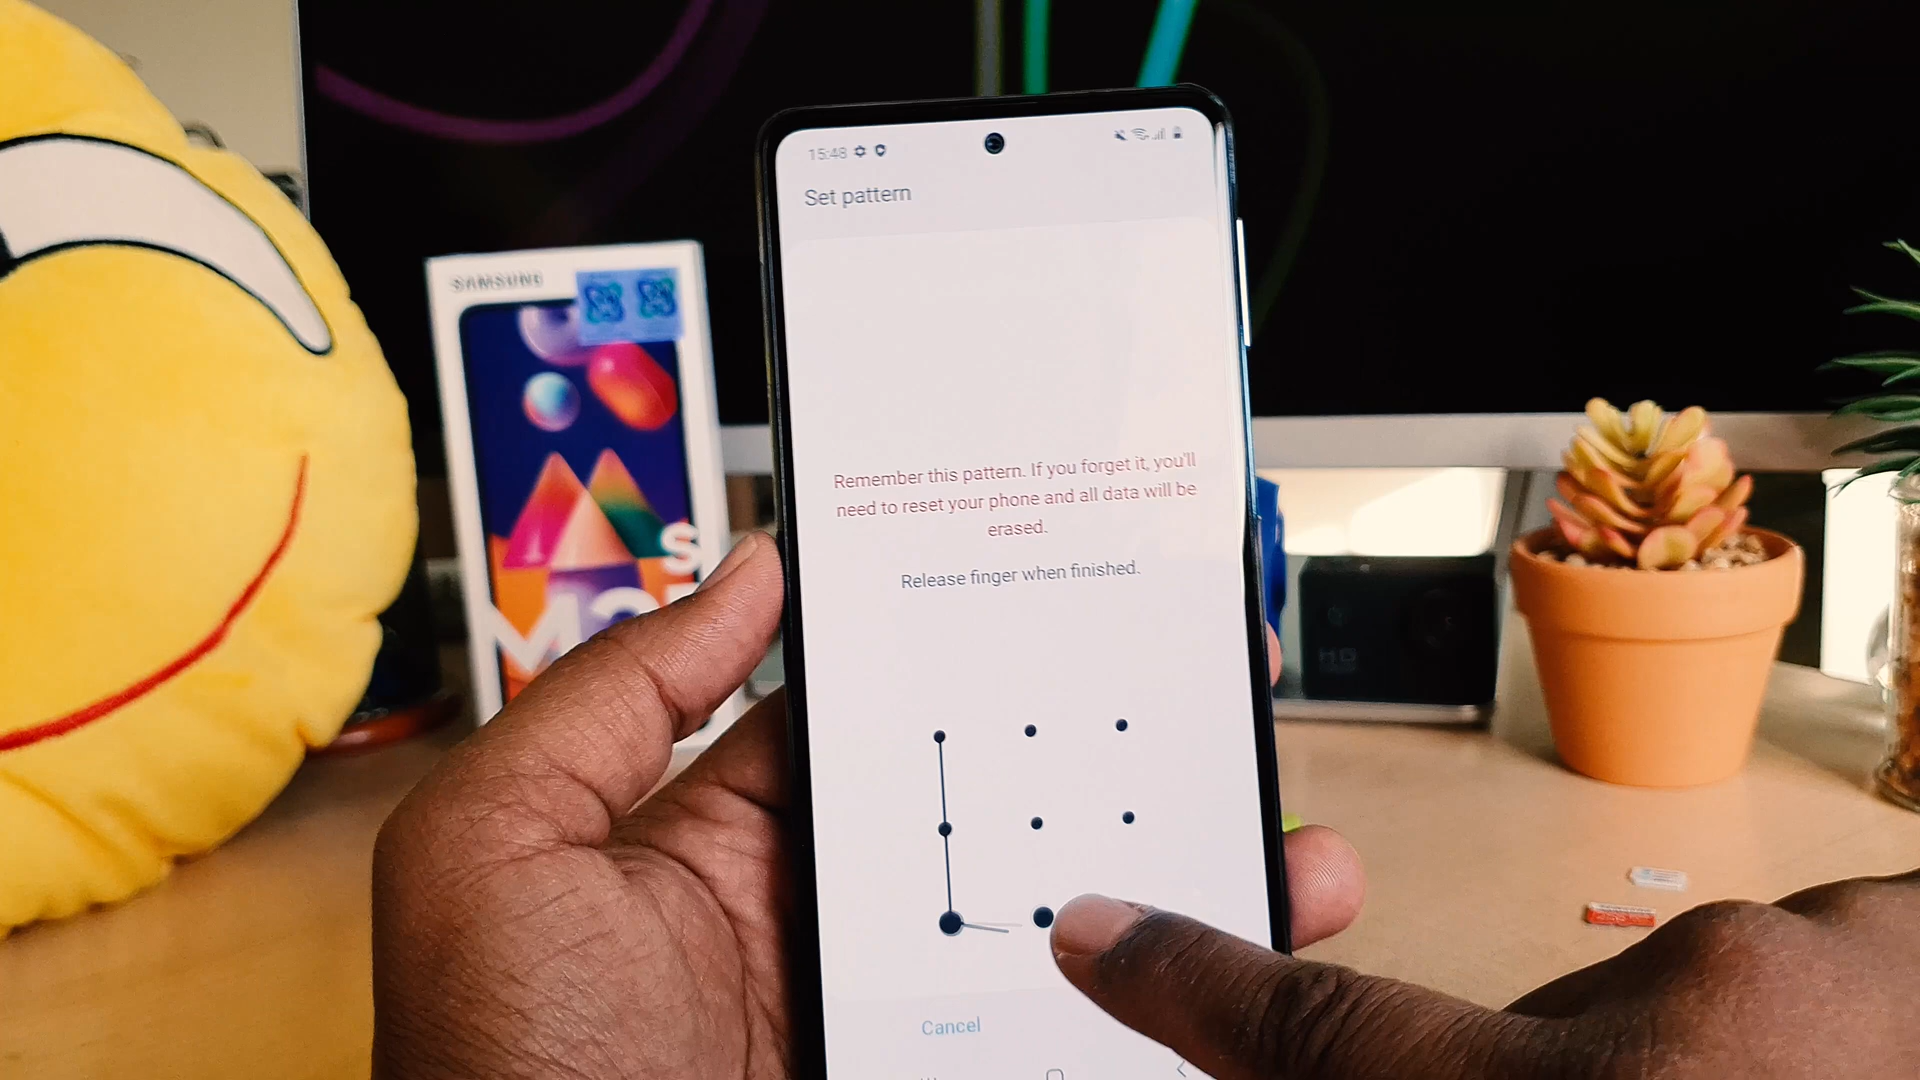 15:48
Set pattern
SAMSUNG
Remember this pattern. If you forget it, you'll
need to reset your phone and all data will be
erased.
Release finger when finished.
s
HD
Cancel